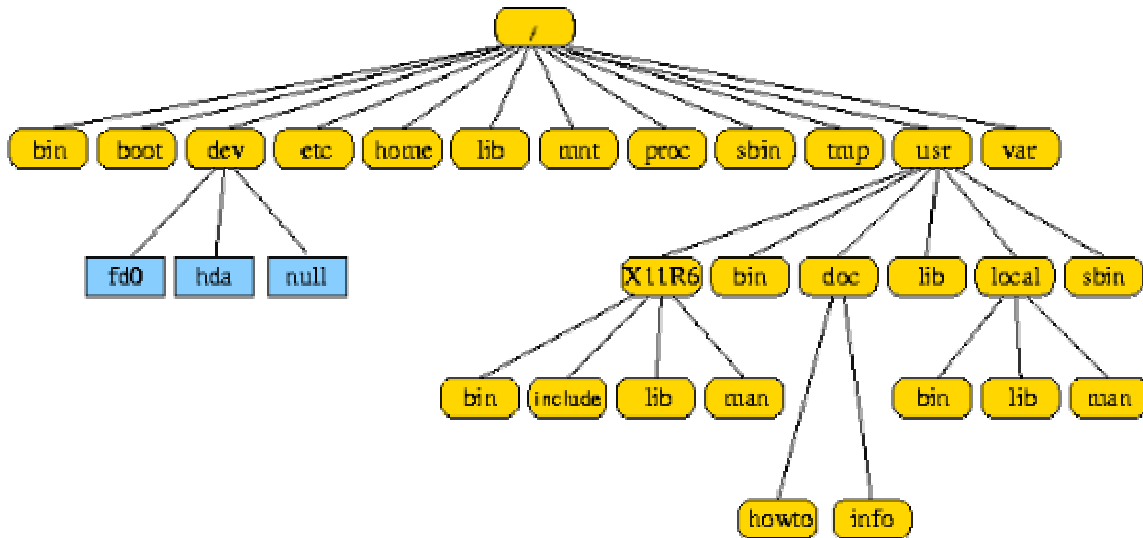 /
bin boot dev etc home lib mnt proc sbin tmp usr var
fd0 hda null X11R6 bin doc lib local sbin
bin include lib man bin lib man
howto info